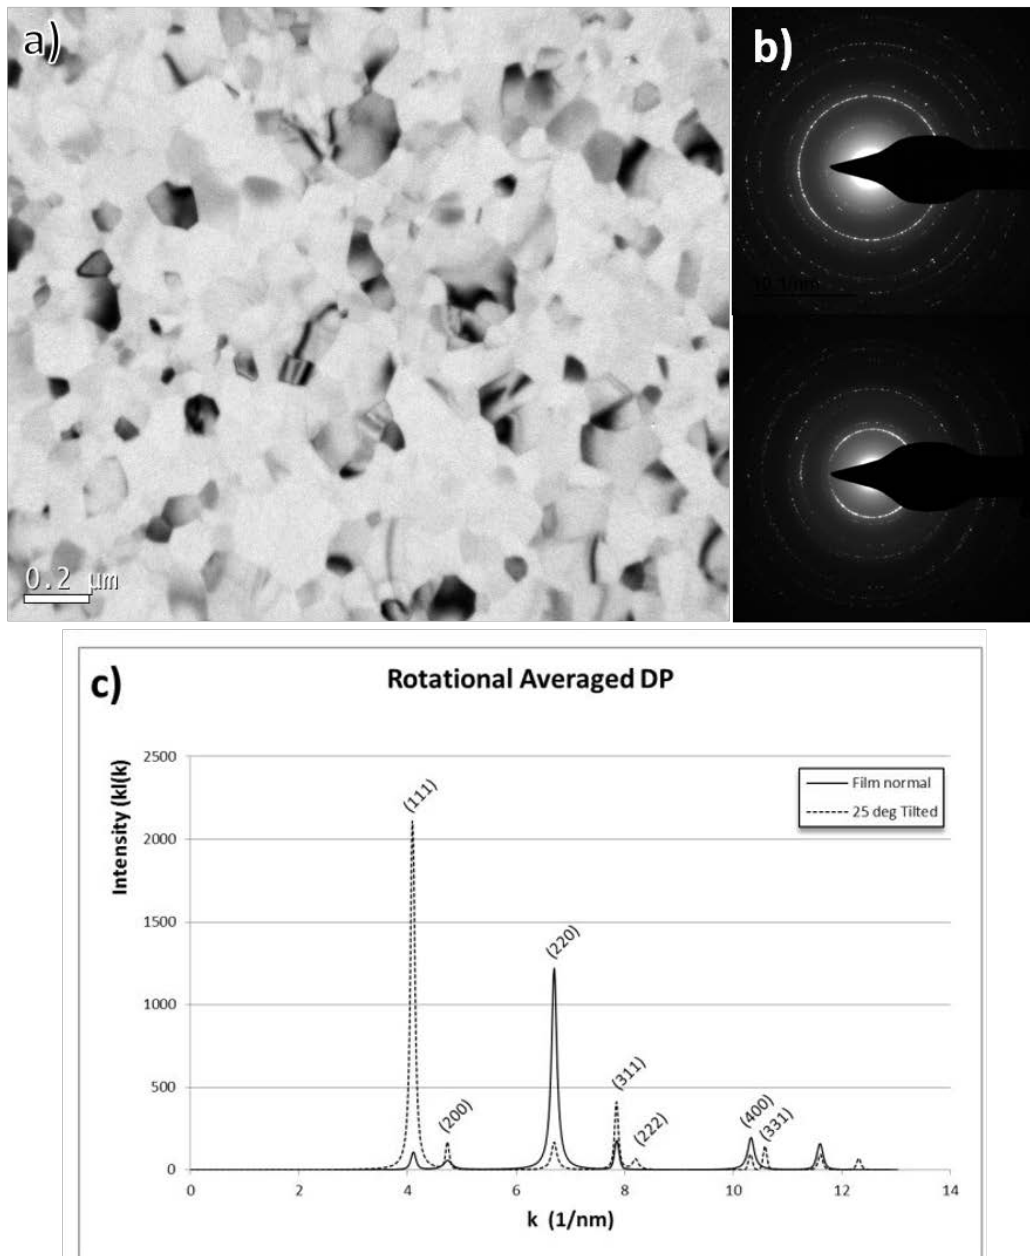 a)
b)
10 1/nm
0.2 µm
c)
Rotational Averaged DP
Intensity (kI(k)
2500
2000
1500
1000
500
0
(111)
(200)
(220)
(311)
(222)
(400)
(331)
Film normal
25 deg Tilted
0
2
4
6
8
10
12
14
k (1/nm)